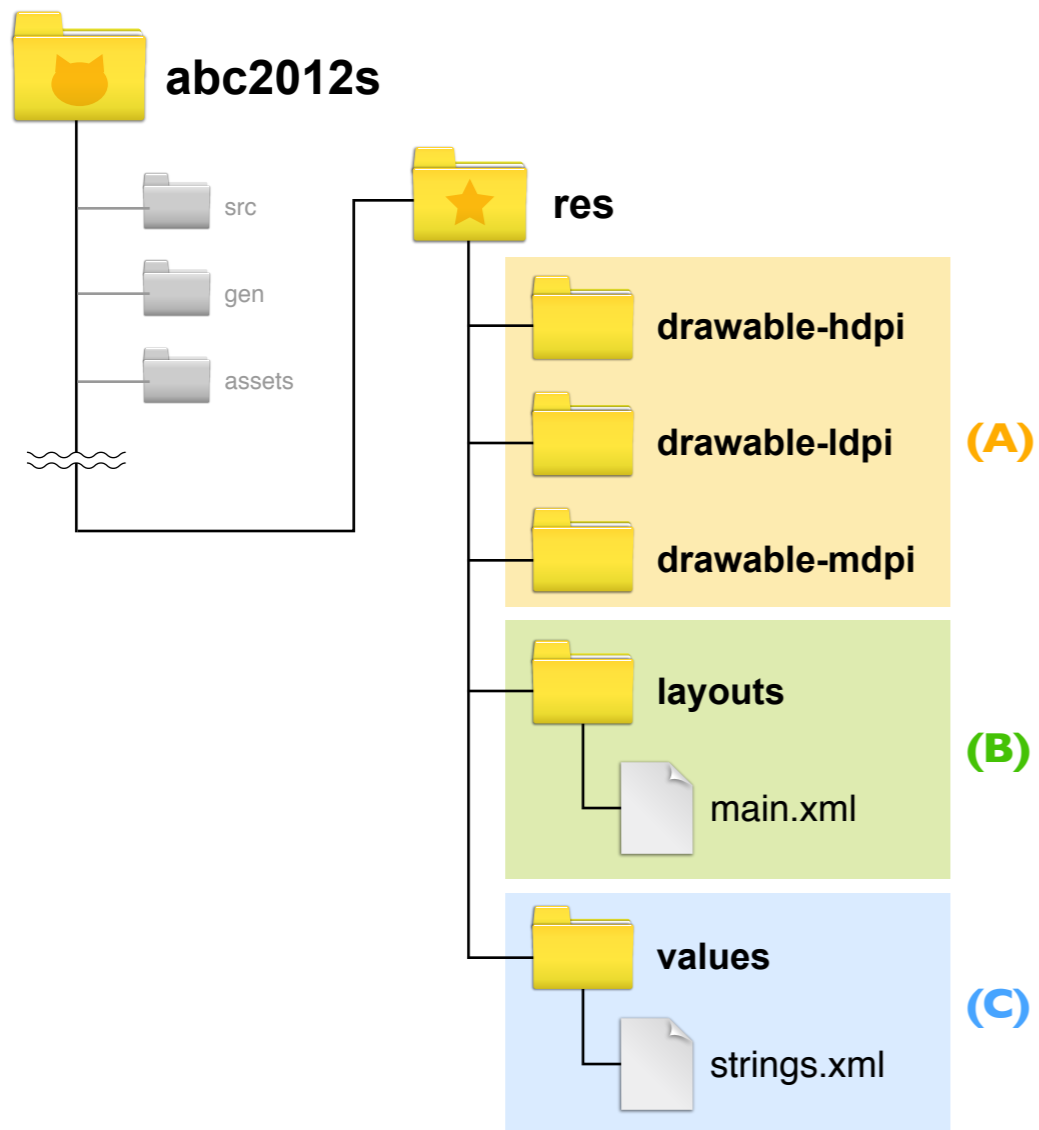 abc2012s
src
gen
assets
res
drawable-hdpi
drawable-ldpi
drawable-mdpi
(A)
layouts
main.xml
(B)
values
strings.xml
(C)